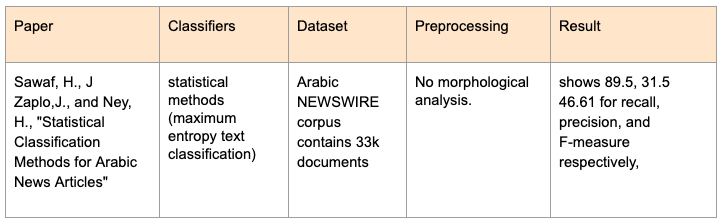 Paper
Classifiers
Dataset
Preprocessing
Result
Sawaf, H., J
Zaplo,J., and Ney,
H., "Statistical
Classification
Methods for Arabic
News Articles"
statistical
methods
(maximum
entropy text
classification)
Arabic
NEWSWIRE
corpus
contains 33k
documents
No morphological
analysis.
shows 89.5, 31.5
46.61 for recall,
precision, and
F-measure
respectively,